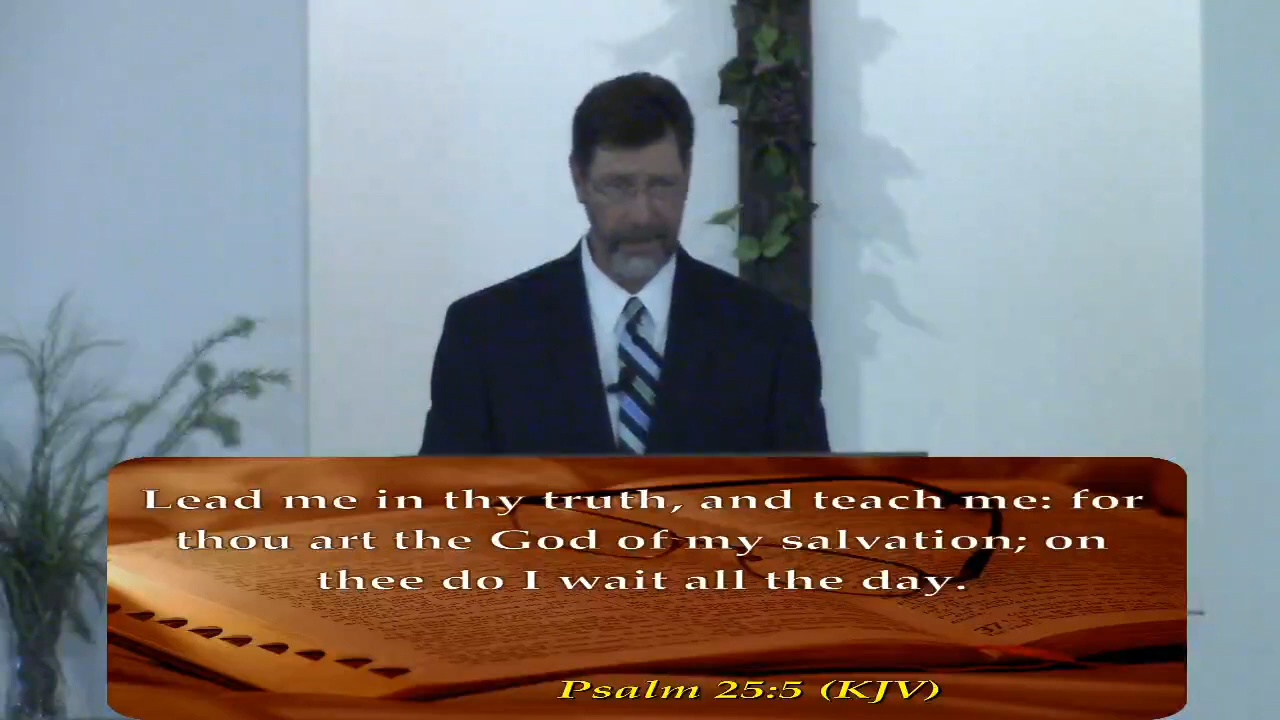 Lead me in thy truth, and teach me: for
thou art the God of my salvation; on
thee do I wait all the day.
Psalm 25:5 (KJV)